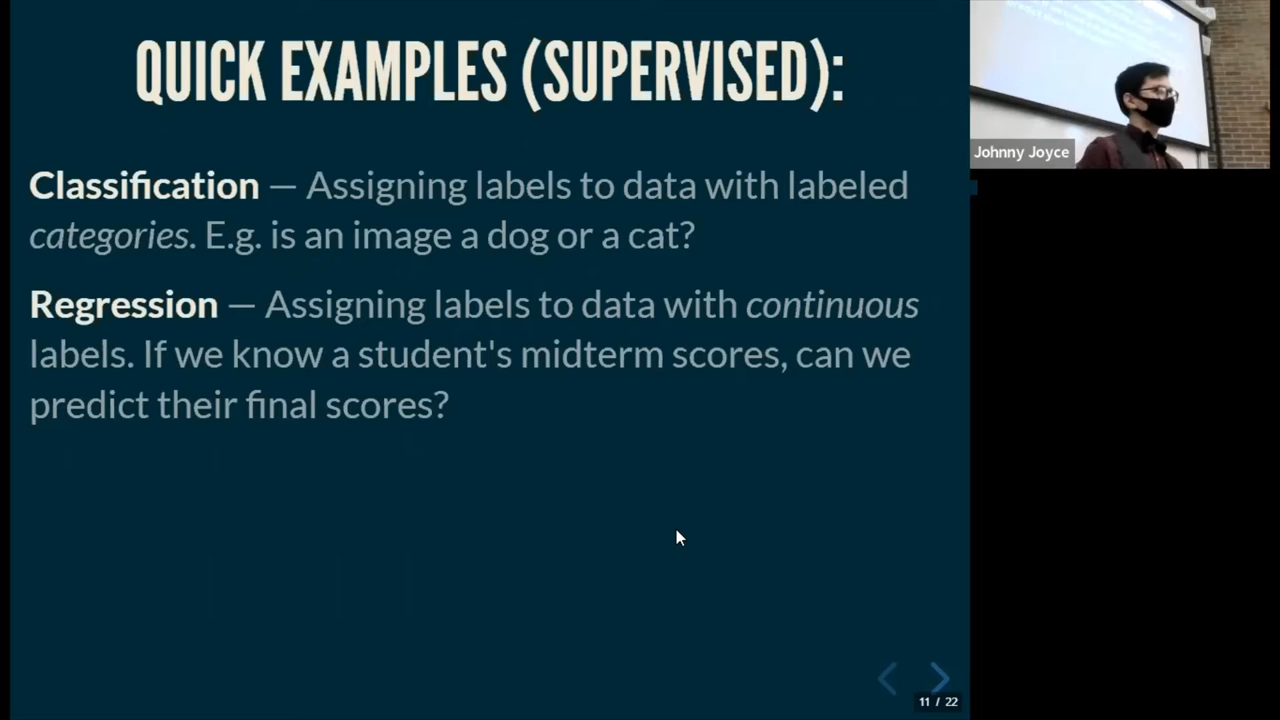 QUICK EXAMPLES (SUPERVISED):
Classification — Assigning labels to data with labeled
categories. E.g. is an image a dog or a cat?
Regression — Assigning labels to data with continuous
labels. If we know a student's midterm scores, can we
predict their final scores?
11 / 22
Johnny Joyce